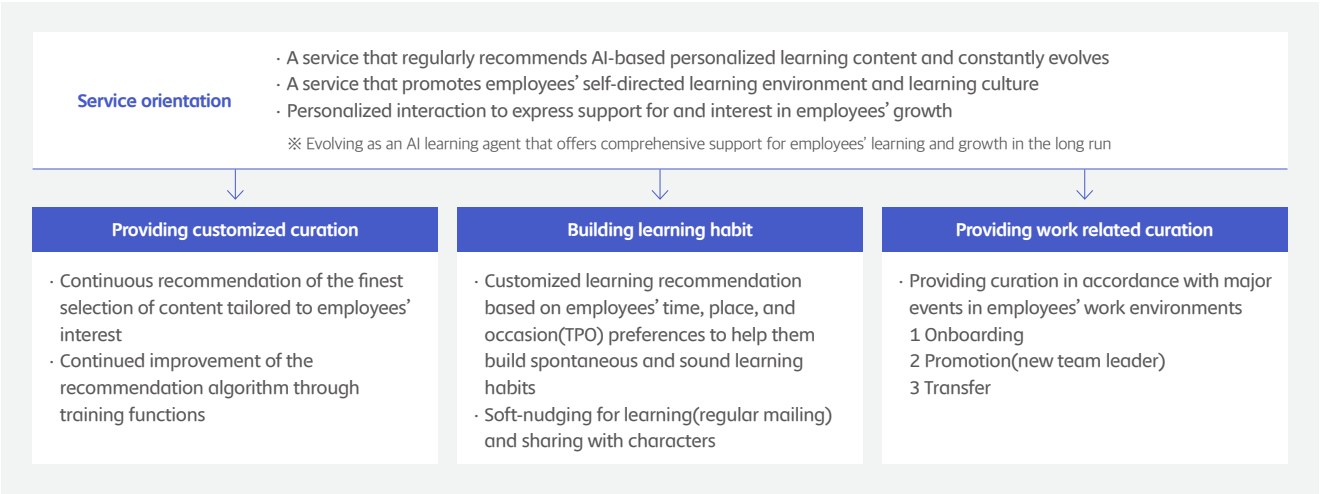 Service orientation
· A service that regularly recommends AI-based personalized learning content and constantly evolves
· A service that promotes employees' self-directed learning environment and learning culture
· Personalized interaction to express support for and interest in employees' growth
※ Evolving as an AI learning agent that offers comprehensive support for employees' learning and growth in the long run
Providing customized curation
· Continuous recommendation of the finest
selection of content tailored to employees'
interest
· Continued improvement of the
recommendation algorithm through
training functions
Building learning habit
· Customized learning recommendation
based on employees' time, place, and
occasion(TPO) preferences to help them
build spontaneous and sound learning
habits
· Soft-nudging for learning(regular mailing)
and sharing with characters
Providing work related curation
· Providing curation in accordance with major
events in employees' work environments
1 Onboarding
2 Promotion(new team leader)
3 Transfer